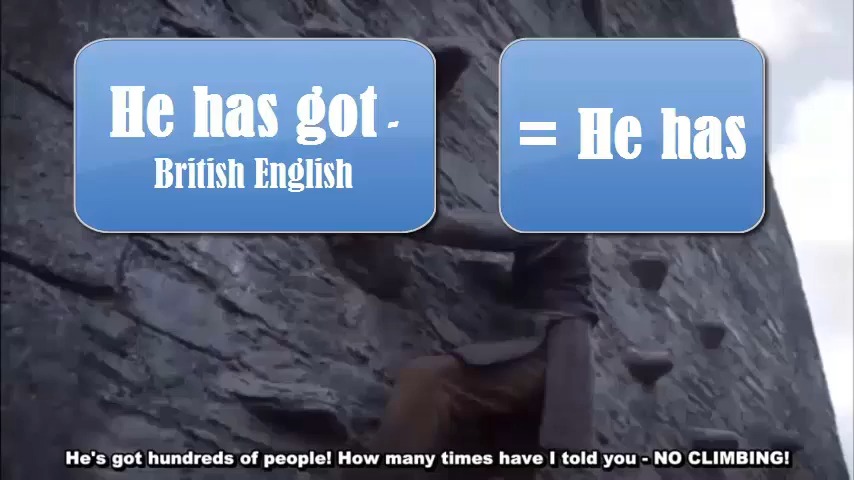 He has got -
British English
= He has
He's got hundreds of people! How many times have I told you - NO CLIMBING!